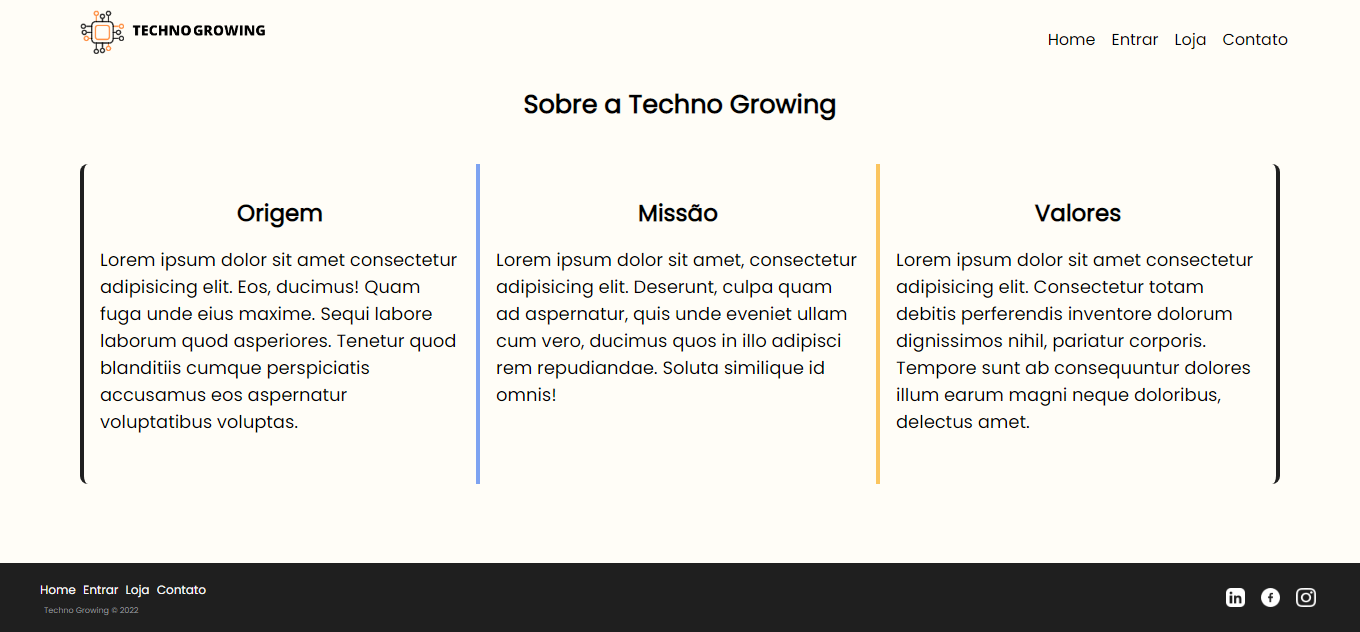 TECHNO GROWING
Home Entrar Loja Contato
Sobre a Techno Growing
Origem
Lorem ipsum dolor sit amet consectetur
adipisicing elit. Eos, ducimus! Quam
fuga unde eius maxime. Sequi labore
laborum quod asperiores. Tenetur quod
blanditiis cumque perspiciatis
accusamus eos aspernatur
voluptatibus voluptas.
Missão
Lorem ipsum dolor sit amet, consectetur
adipisicing elit. Deserunt, culpa quam
ad aspernatur, quis unde eveniet ullam
cum vero, ducimus quos in illo adipisci
rem repudiandae. Soluta similique id
omnis!
Valores
Lorem ipsum dolor sit amet consectetur
adipisicing elit. Consectetur totam
debitis perferendis inventore dolorum
dignissimos nihil, pariatur corporis.
Tempore sunt ab consequuntur dolores
illum earum magni neque doloribus,
delectus amet.
Home Entrar Loja Contato
Techno Growing © 2022